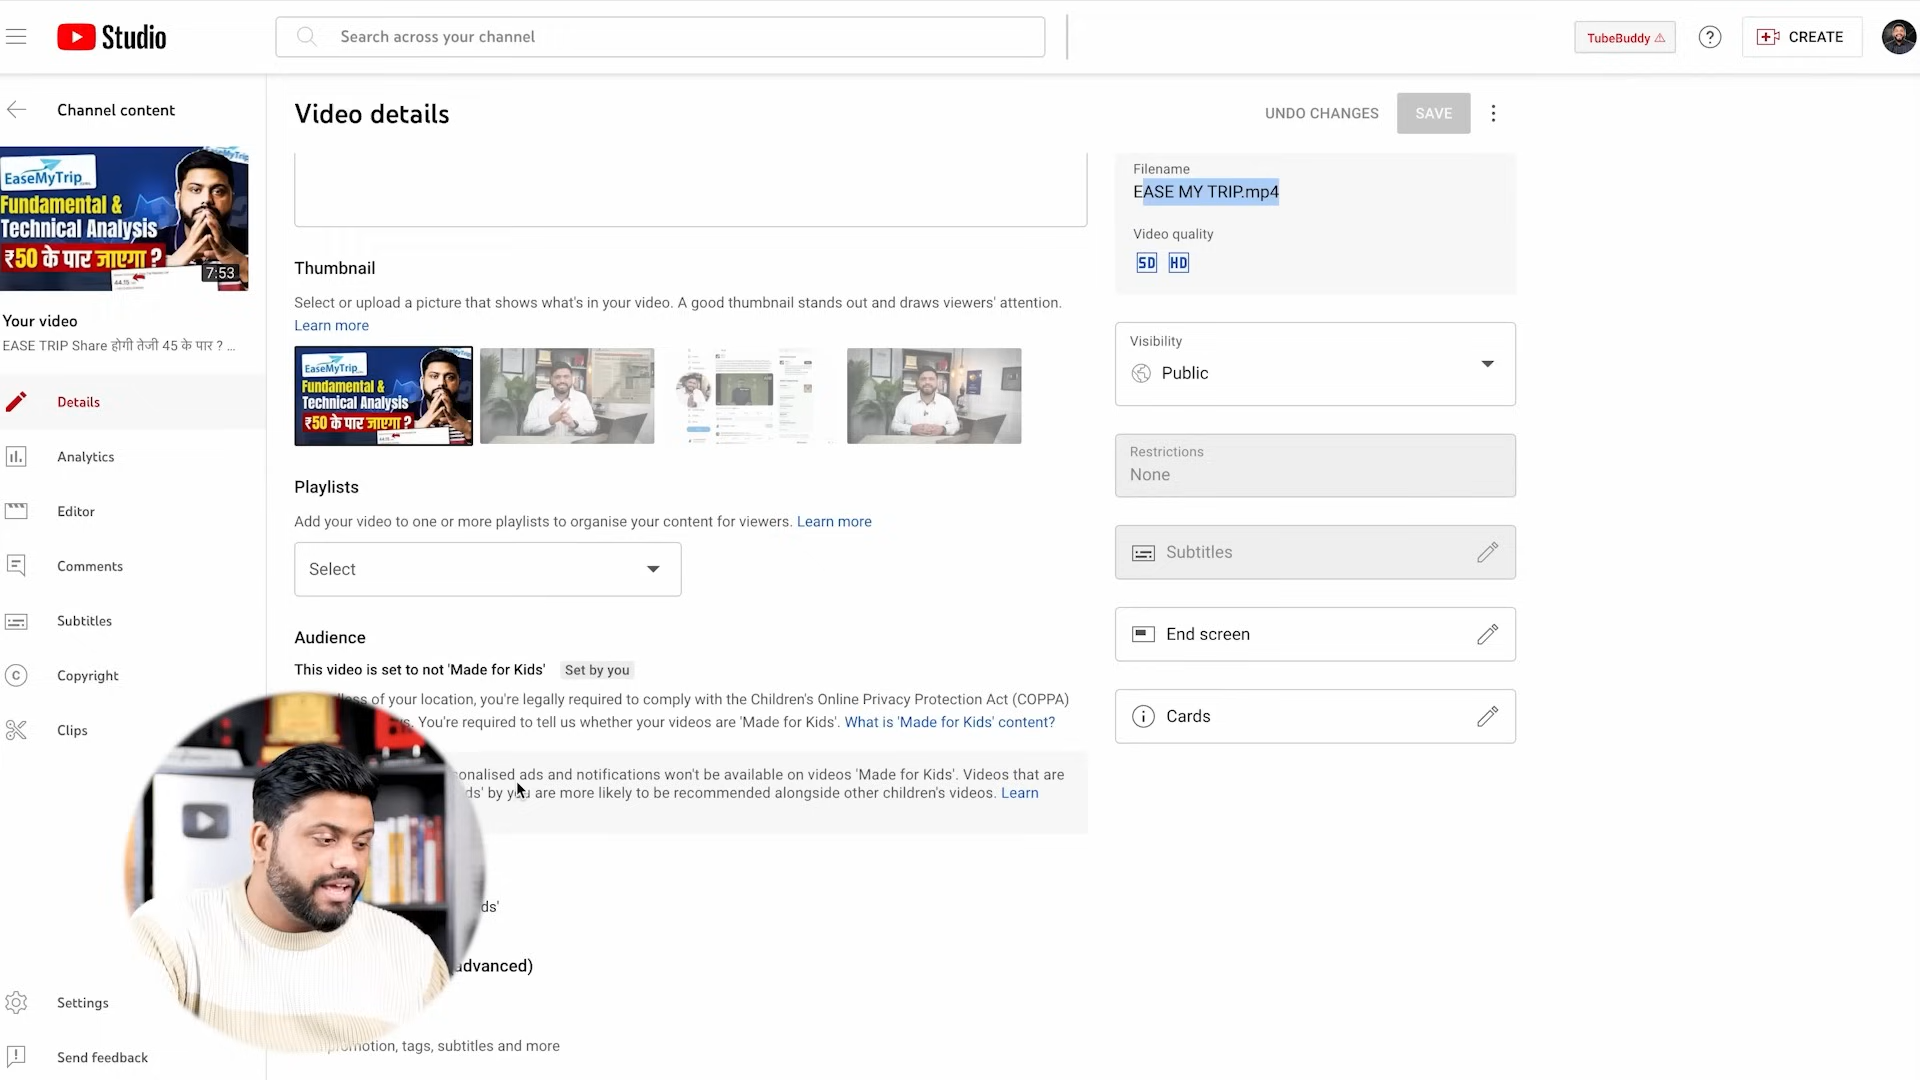 Studio
Search across your channel
TubeBuddy
CREATE
Channel content
Video details
UNDO CHANGES
SAVE
EaseMyTrip
Fundamental &
Technical Analysis
₹50 के पार जाएगा ?
44.15
7:53
Filename
EASE MY TRIP.mp4
Video quality
SD HD
Thumbnail
Select or upload a picture that shows what's in your video. A good thumbnail stands out and draws viewers' attention.
Learn more
Your video
EASE TRIP Share होगी तेजी 45 के पार ? ...
EaseMyTrip
Fundamental &
Technical Analysis
₹50 के पार जाएगा ?
Visibility
Public
Details
Analytics
Editor
Comments
Subtitles
Copyright
Clips
Settings
Send feedback
Restrictions
None
Subtitles
End screen
Cards
Playlists
Add your video to one or more playlists to organise your content for viewers. Learn more
Select
Audience
This video is set to not 'Made for Kids' Set by you
of your location, you're legally required to comply with the Children's Online Privacy Protection Act (COPPA)
You're required to tell us whether your videos are 'Made for Kids'. What is 'Made for Kids' content?
onalised ads and notifications won't be available on videos 'Made for Kids'. Videos that are
ds' by you are more likely to be recommended alongside other children's videos. Learn
ds'
advanced)
tags, subtitles and more